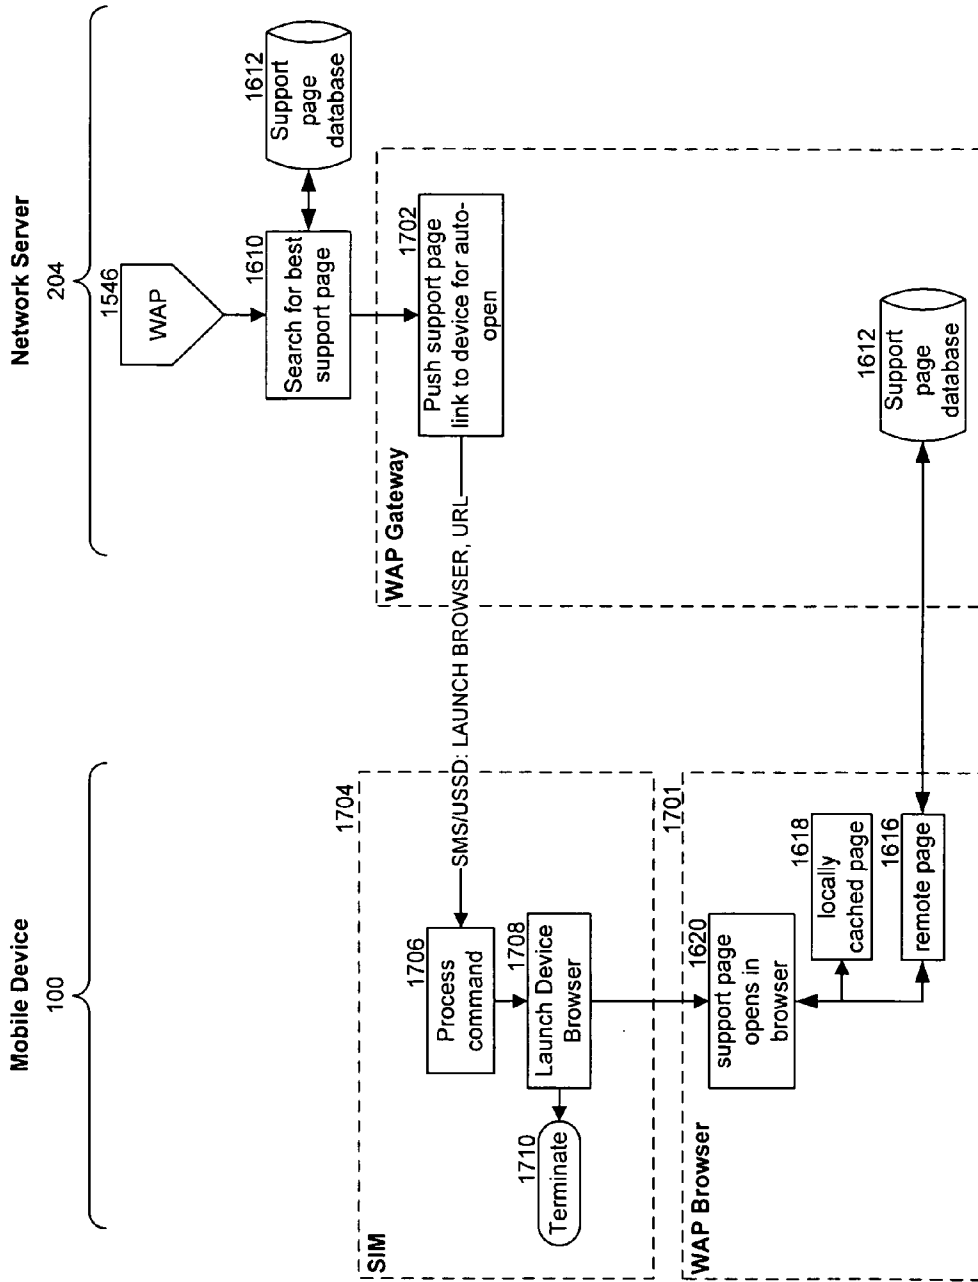 Mobile Device
100
Network Server
204
1546
WAP
1610
Search for best
support page
1612
Support
page
database
WAP Gateway
1702
Push support page
link to device for auto-
open
SMS/USSD: LAUNCH BROWSER, URL
1704
SIM
1706
Process
command
1708
Launch Device
Browser
1710
Terminate
1701
WAP Browser
1620
support page
opens in
browser
1618
locally
cached page
1616
remote page
1612
Support
page
database